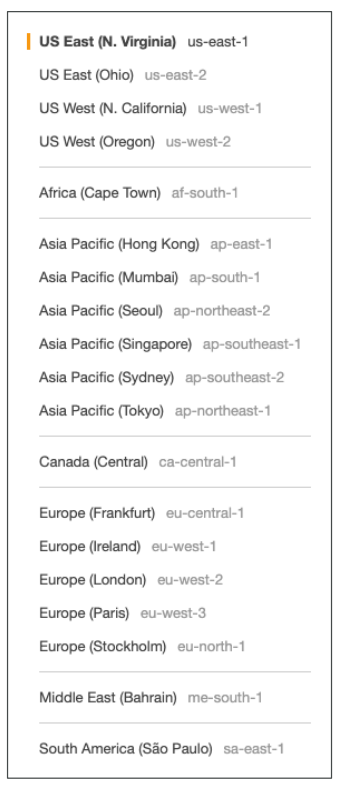 US East (N. Virginia) us-east-1
US East (Ohio) us-east-2
US West (N. California) us-west-1
US West (Oregon) us-west-2
Africa (Cape Town) af-south-1
Asia Pacific (Hong Kong) ap-east-1
Asia Pacific (Mumbai) ap-south-1
Asia Pacific (Seoul) ap-northeast-2
Asia Pacific (Singapore) ap-southeast-1
Asia Pacific (Sydney) ap-southeast-2
Asia Pacific (Tokyo) ap-northeast-1
Canada (Central) ca-central-1
Europe (Frankfurt) eu-central-1
Europe (Ireland) eu-west-1
Europe (London) eu-west-2
Europe (Paris) eu-west-3
Europe (Stockholm) eu-north-1
Middle East (Bahrain) me-south-1
South America (São Paulo) sa-east-1